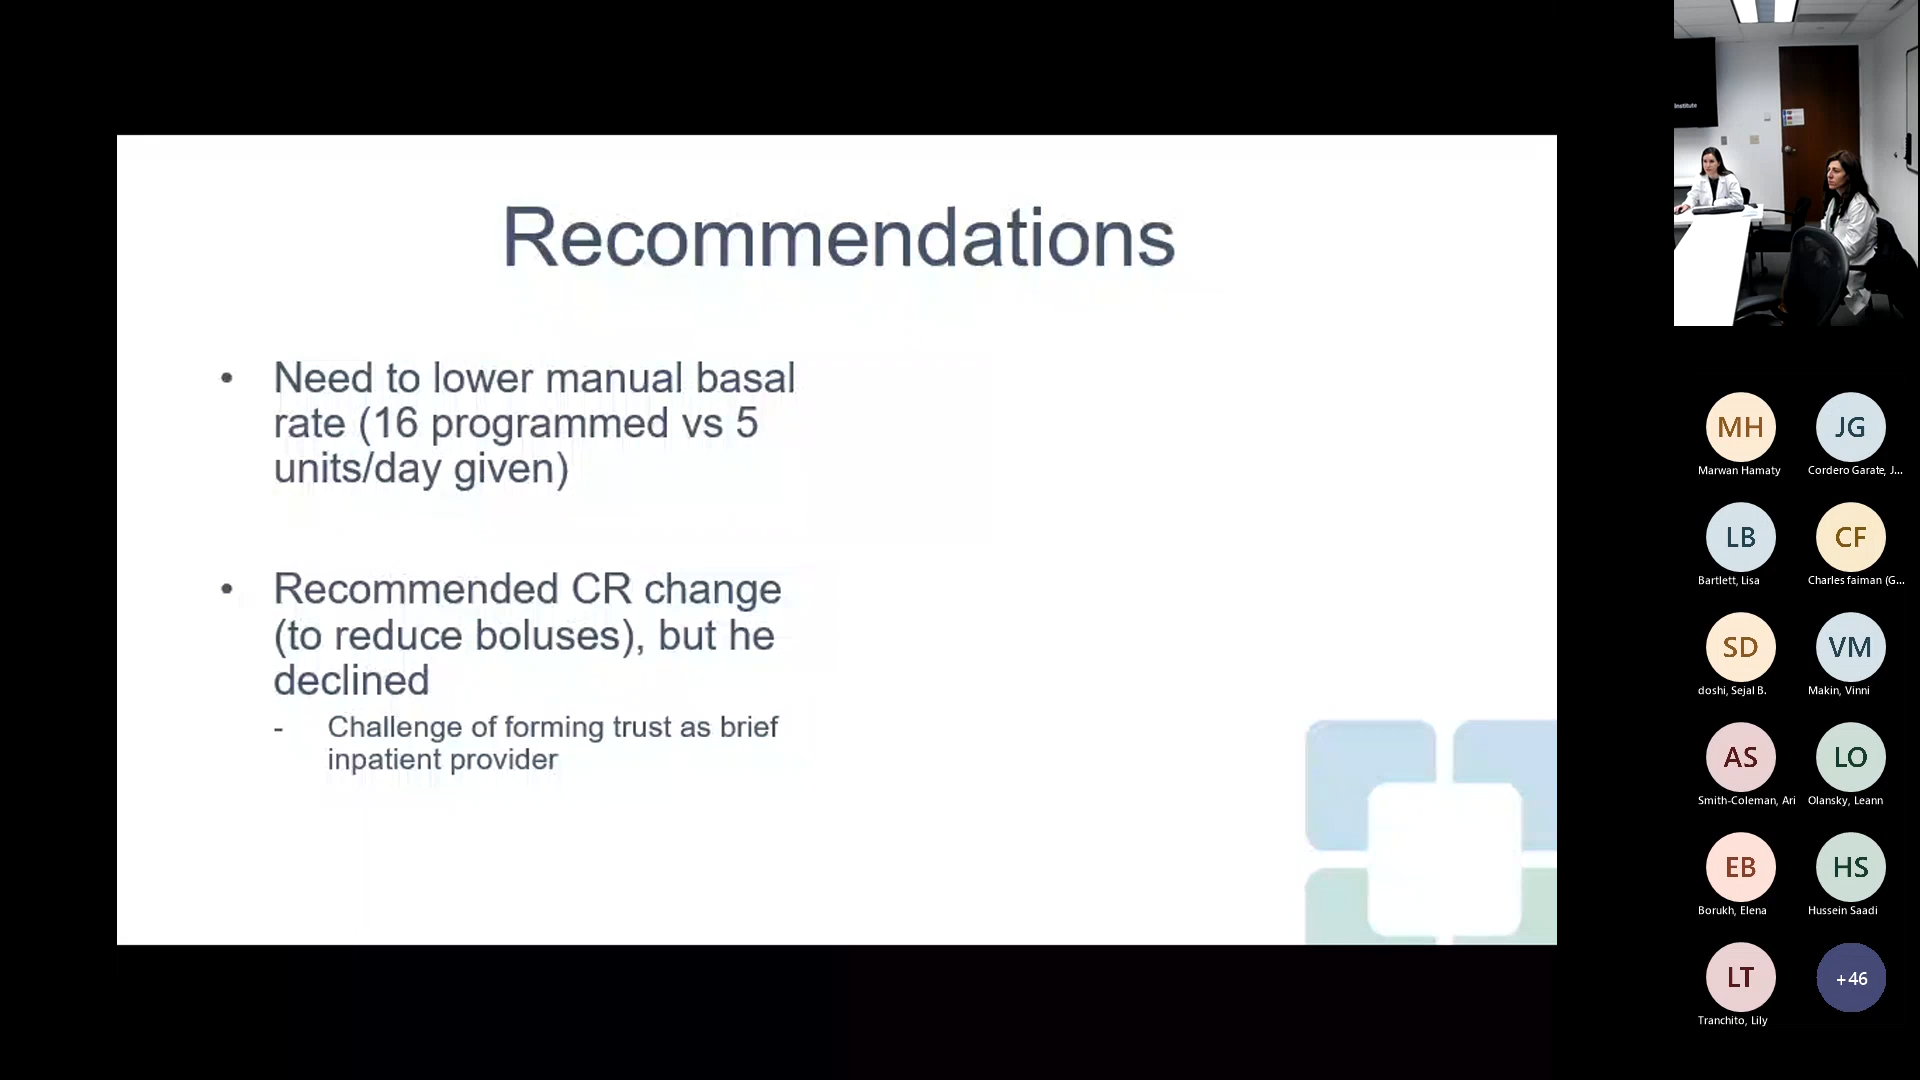 Recommendations
• Need to lower manual basal
rate (16 programmed vs 5
units/day given)
• Recommended CR change
(to reduce boluses), but he
declined
- Challenge of forming trust as brief
inpatient provider
Institute
MH
JG
Marwan Hamaty
Cordero Garate, J...
LB
CF
Bartlett, Lisa
Charles faiman (G...
SD
VM
doshi, Sejal B.
Makin, Vinni
AS
LO
Smith-Coleman, Ari
Olansky, Leann
EB
HS
Borukh, Elena
Hussein Saadi
LT
+46
Tranchito, Lily